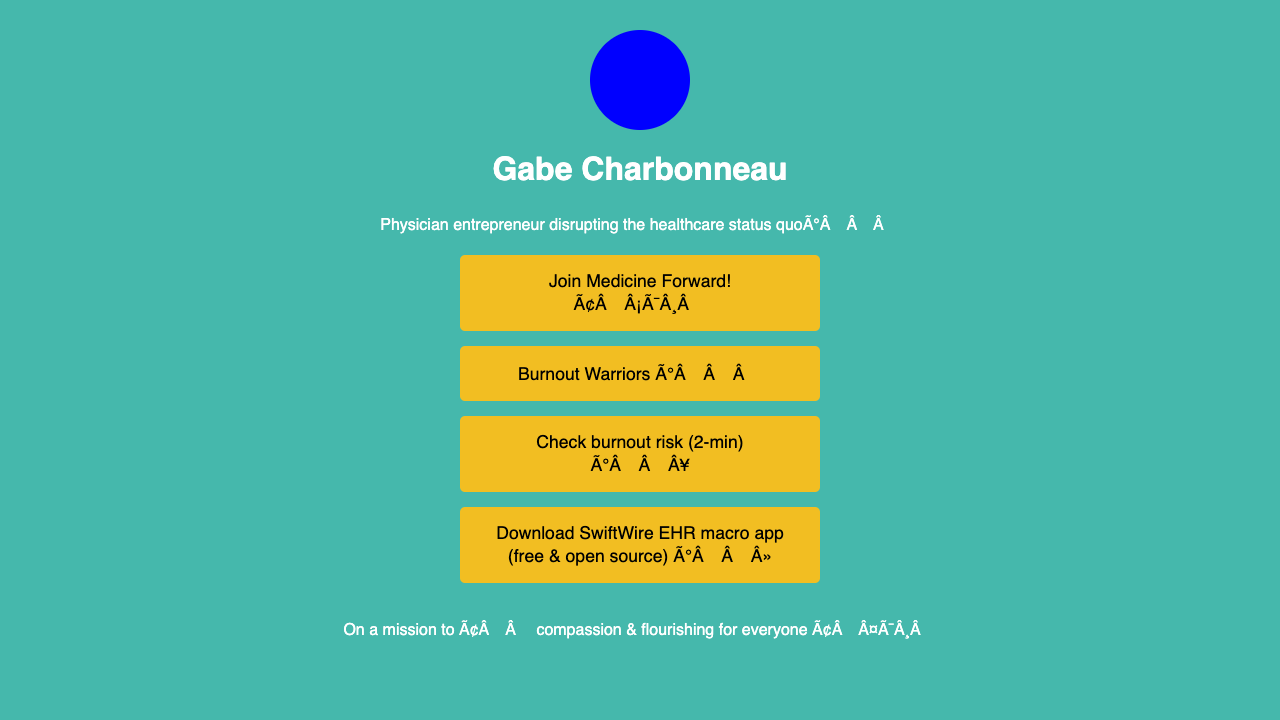 Gabe Charbonneau
Physician entrepreneur disrupting the healthcare status quoÃ°Â Â Â
Join Medicine Forward!
Ã¢Â Â¡Ã¯Â¸Â
Burnout Warriors Ã°Â Â Â
Check burnout risk (2-min)
Ã°Â Â Â¥
Download SwiftWire EHR macro app
(free & open source) Ã°Â Â Â»
On a mission to Ã¢Â Â compassion & flourishing for everyone Ã¢Â Â¤Ã¯Â¸Â